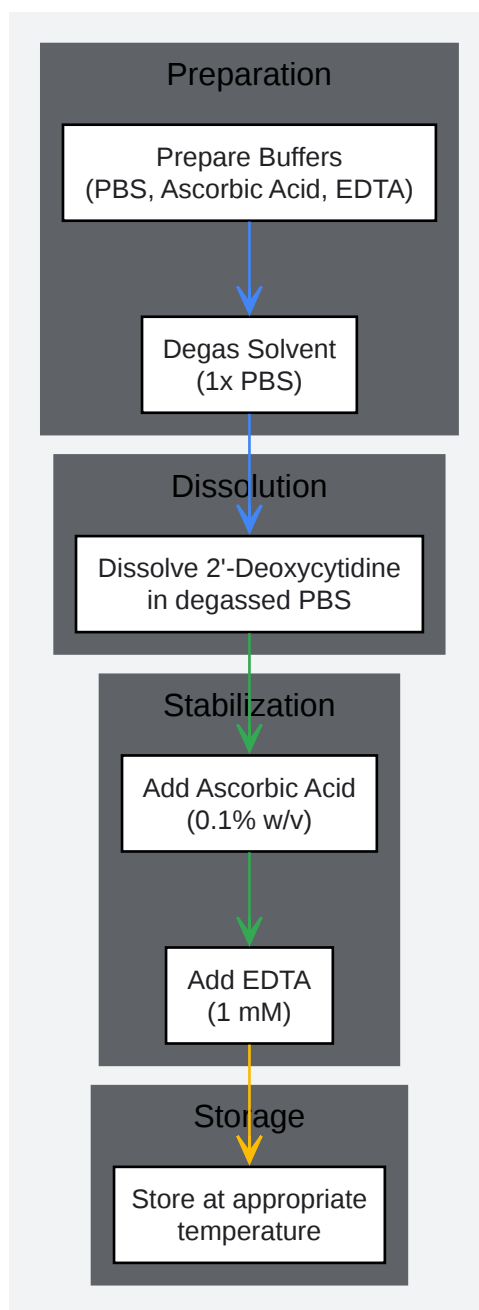 Preparation
Prepare Buffers
(PBS, Ascorbic Acid, EDTA)
Degas Solvent
(1x PBS)
Dissolution
Dissolve 2'-Deoxycytidine
in degassed PBS
Stabilization
Add Ascorbic Acid
(0.1% w/v)
Add EDTA
(1 mM)
Storage
Store at appropriate
temperature